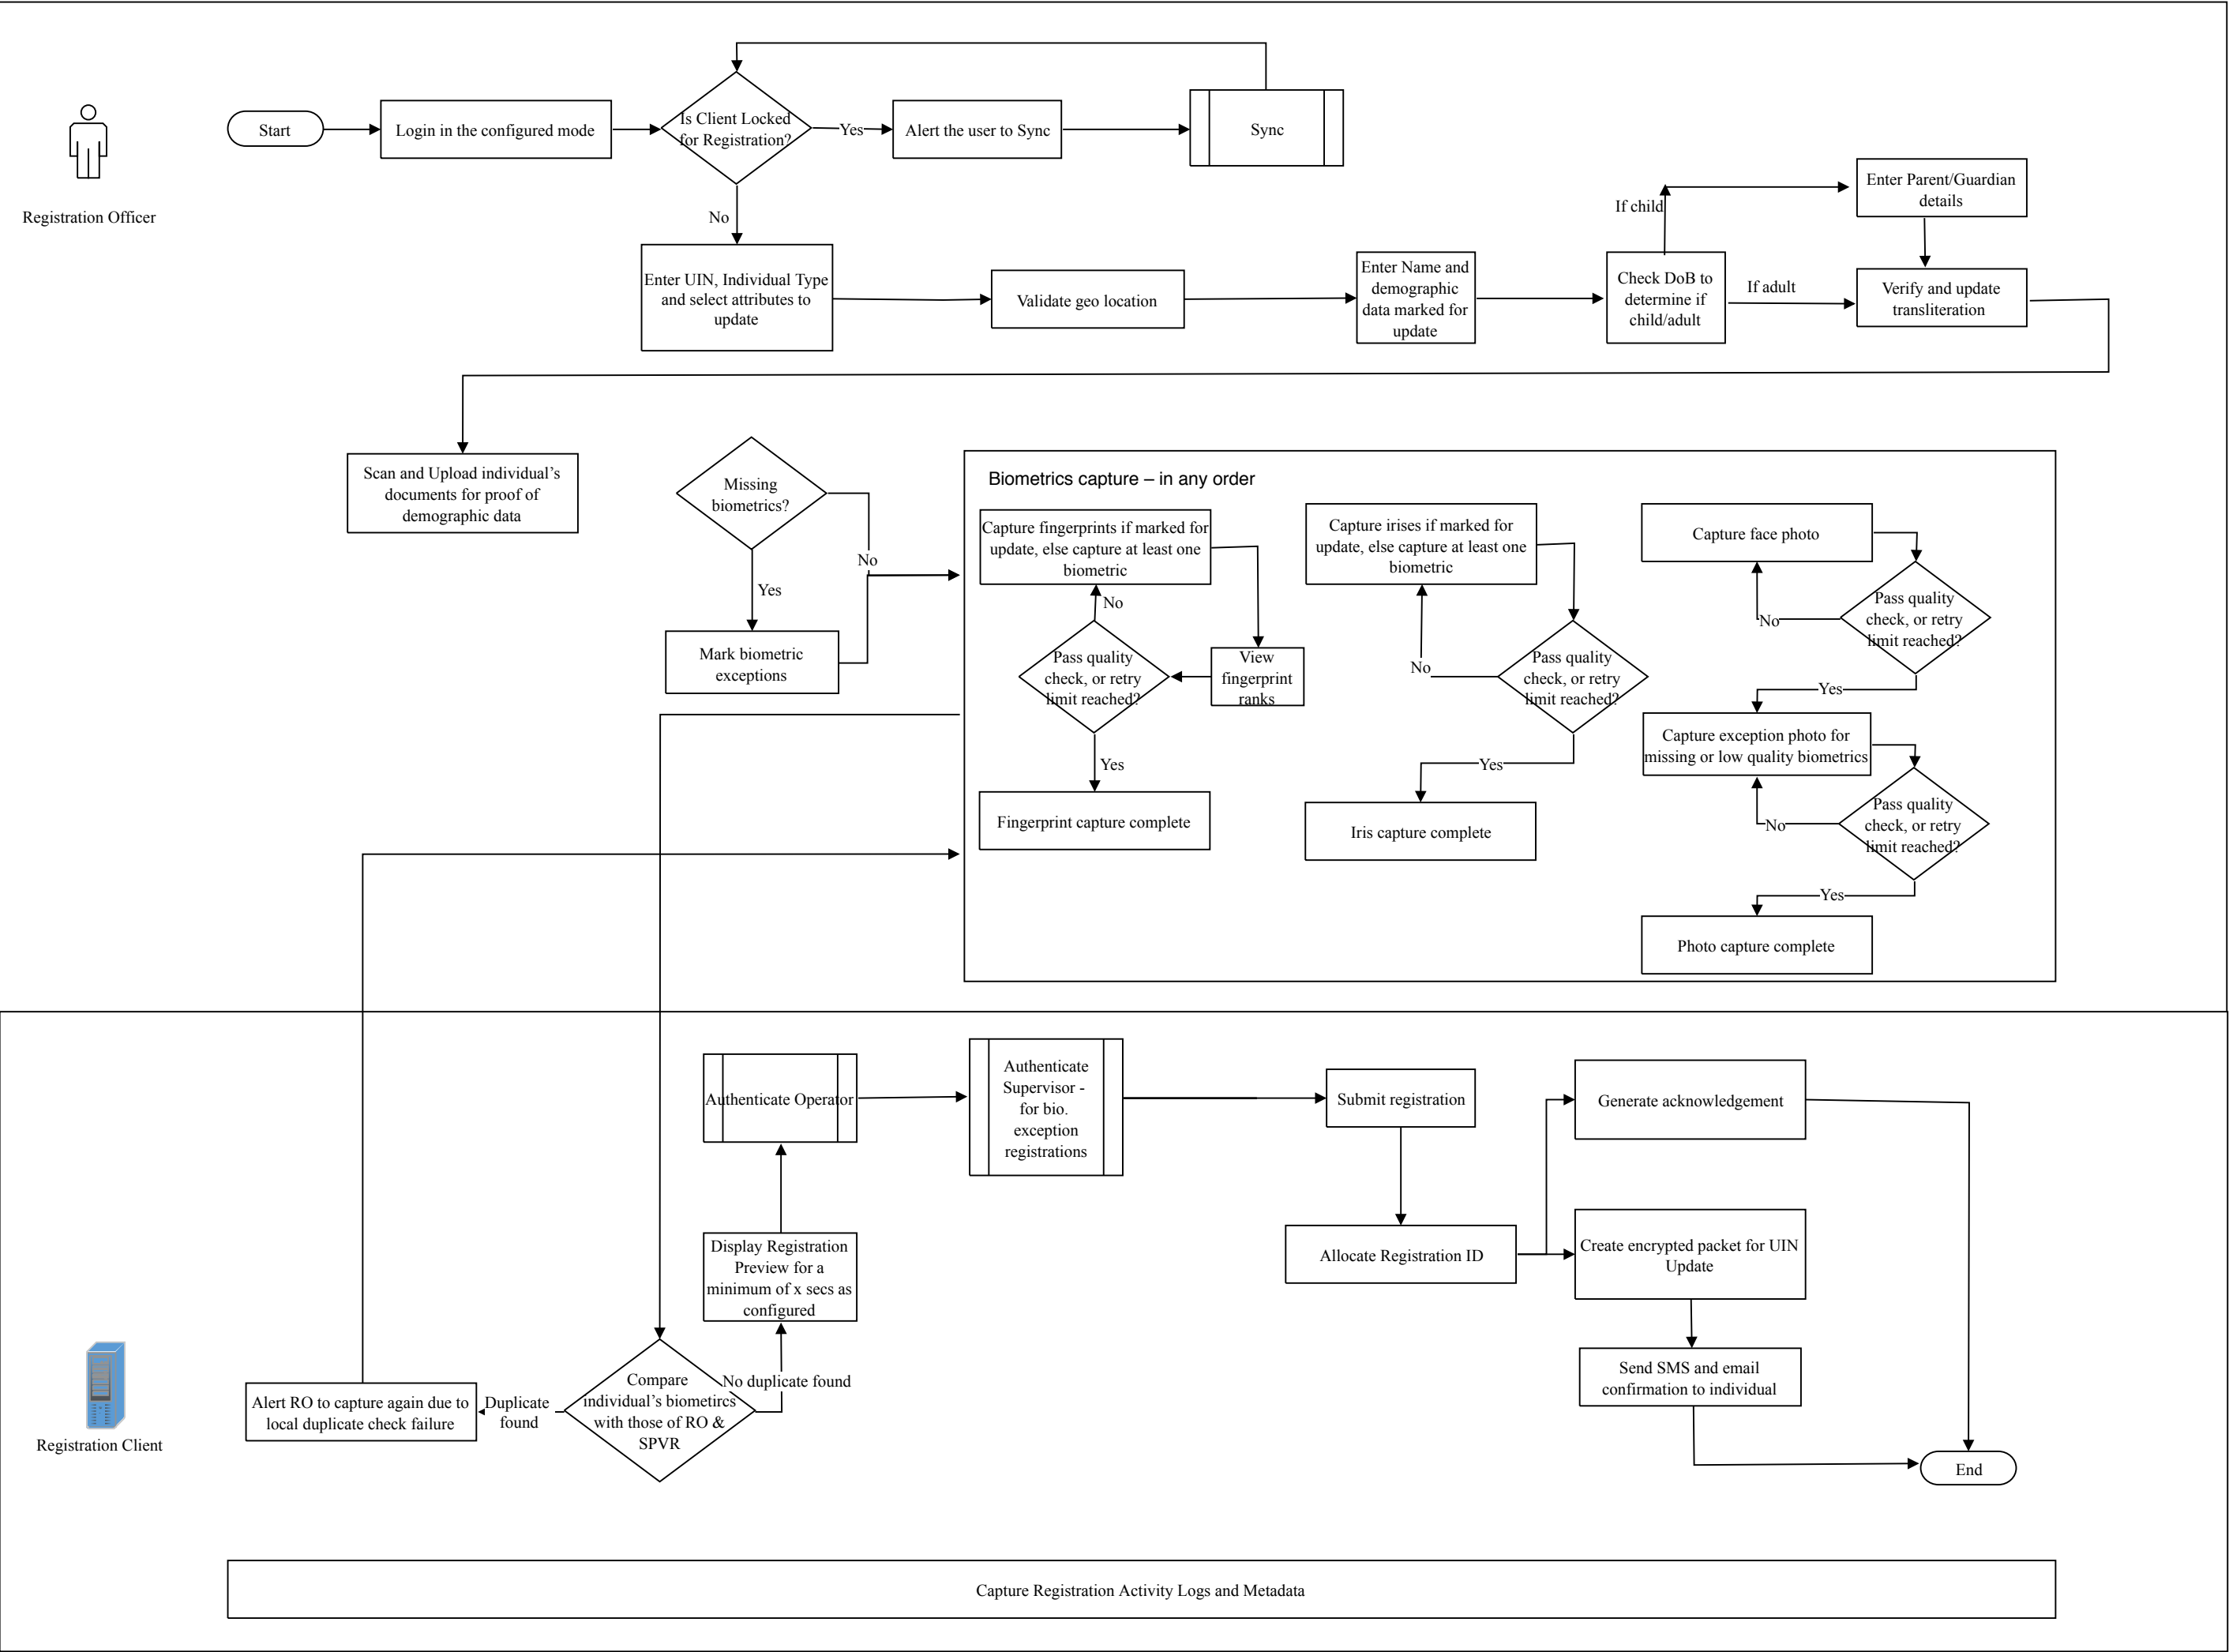 Start
Login in the configured mode
Is Client Locked
for Registration?
Yes
Alert the user to Sync
Sync
Registration Officer
No
Enter UIN, Individual Type
and select attributes to
update
Validate geo location
Enter Name and
demographic
data marked for
update
Check DoB to
determine if
child/adult
If child
If adult
Enter Parent/Guardian
details
Verify and update
transliteration
Scan and Upload individual’s
documents for proof of
demographic data
Missing
biometrics?
No
Yes
Mark biometric
exceptions
Biometrics capture – in any order
Capture fingerprints if marked for
update, else capture at least one
biometric
No
Pass quality
check, or retry
limit reached?
View
fingerprint
ranks
Yes
Fingerprint capture complete
Capture irises if marked for
update, else capture at least one
biometric
No
Pass quality
check, or retry
limit reached?
Yes
Iris capture complete
Capture face photo
Pass quality
check, or retry
limit reached?
No
Yes
Capture exception photo for
missing or low quality biometrics
Pass quality
check, or retry
limit reached?
No
Yes
Photo capture complete
Authenticate Operator
Authenticate
Supervisor -
for bio.
exception
registrations
Submit registration
Generate acknowledgement
Display Registration
Preview for a
minimum of x secs as
configured
Allocate Registration ID
Create encrypted packet for UIN
Update
Send SMS and email
confirmation to individual
No duplicate found
Compare
individual’s biometircs
with those of RO &
SPVR
Duplicate
found
Alert RO to capture again due to
local duplicate check failure
Registration Client
End
Capture Registration Activity Logs and Metadata